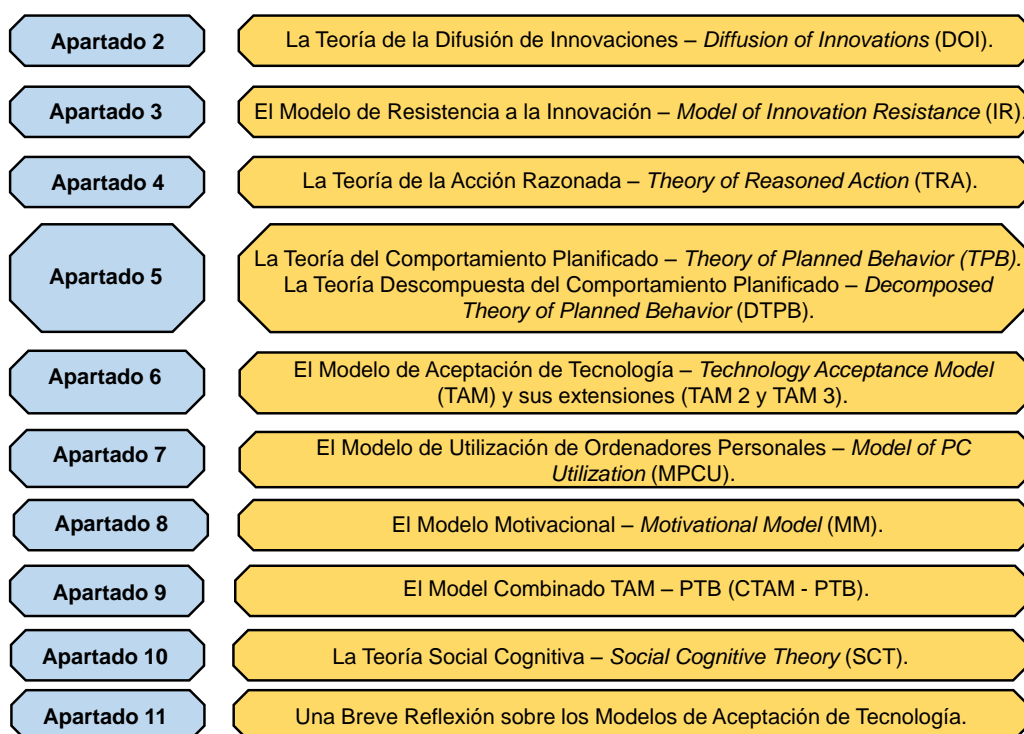 Apartado 2
La Teoría de la Difusión de Innovaciones – Diffusion of Innovations (DOI).
Apartado 3
El Modelo de Resistencia a la Innovación – Model of Innovation Resistance (IR).
Apartado 4
La Teoría de la Acción Razonada – Theory of Reasoned Action (TRA).
Apartado 5
La Teoría del Comportamiento Planificado – Theory of Planned Behavior (TPB).
La Teoría Descompuesta del Comportamiento Planificado – Decomposed
Theory of Planned Behavior (DTPB).
Apartado 6
El Modelo de Aceptación de Tecnología – Technology Acceptance Model
(TAM) y sus extensiones (TAM 2 y TAM 3).
Apartado 7
El Modelo de Utilización de Ordenadores Personales – Model of PC
Utilization (MPCU).
Apartado 8
El Modelo Motivacional – Motivational Model (MM).
Apartado 9
El Model Combinado TAM – PTB (CTAM - PTB).
Apartado 10
La Teoría Social Cognitiva – Social Cognitive Theory (SCT).
Apartado 11
Una Breve Reflexión sobre los Modelos de Aceptación de Tecnología.